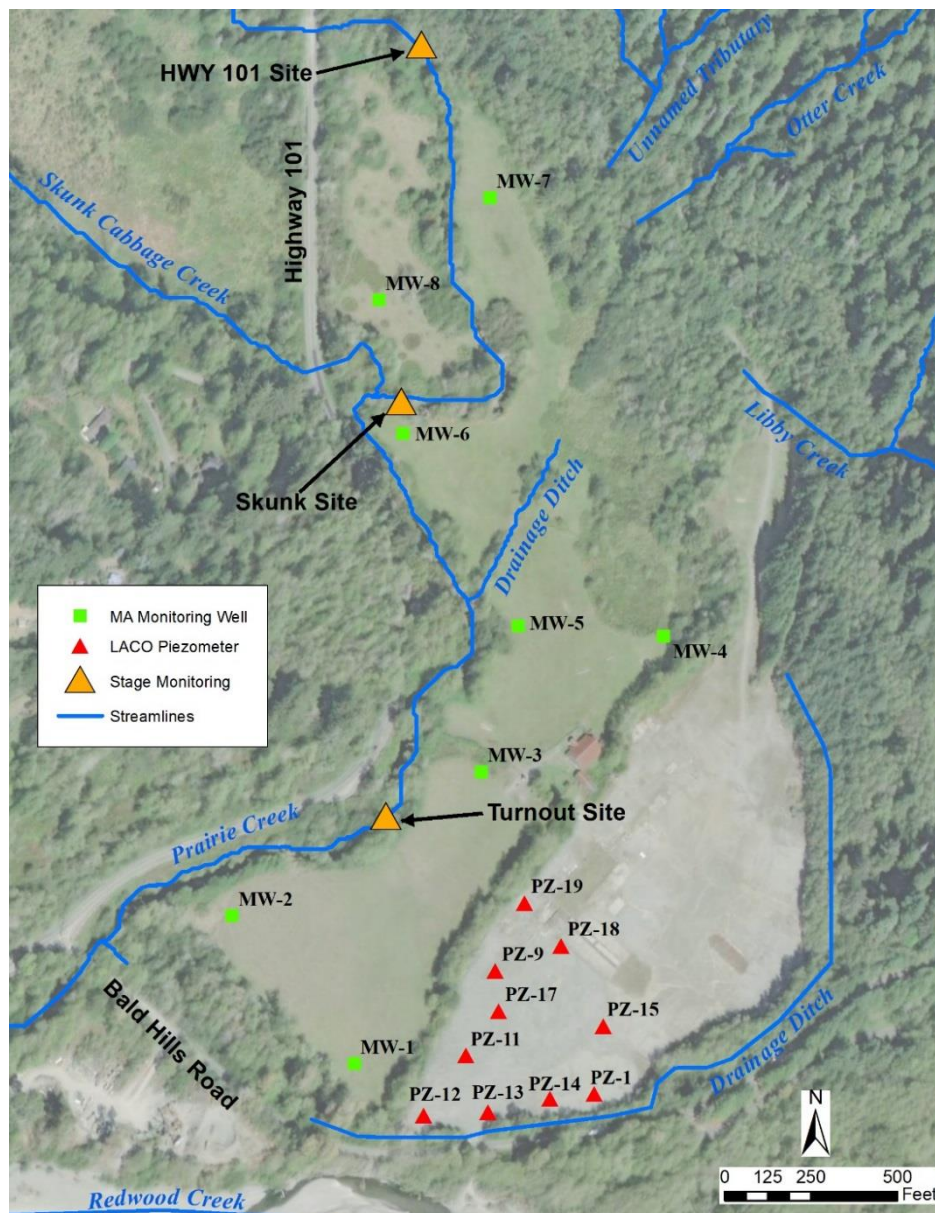 HWY 101 Site
Unnamed Tributary
Otter Creek
MW-7
Highway 101
Skunk Cabbage Creek
MW-8
Libby Creek
MW-6
Skunk Site
Drainage Ditch
MA Monitoring Well
LACO Piezometer
Stage Monitoring
Streamlines
MW-5
MW-4
MW-3
Turnout Site
Prairie Creek
MW-2
PZ-19
PZ-18
PZ-9
PZ-17
PZ-15
Bald Hills Road
MW-1
PZ-11
Drainage Ditch
PZ-12
PZ-13
PZ-14
PZ-1
N
0 125 250 500
Feet
Redwood Creek